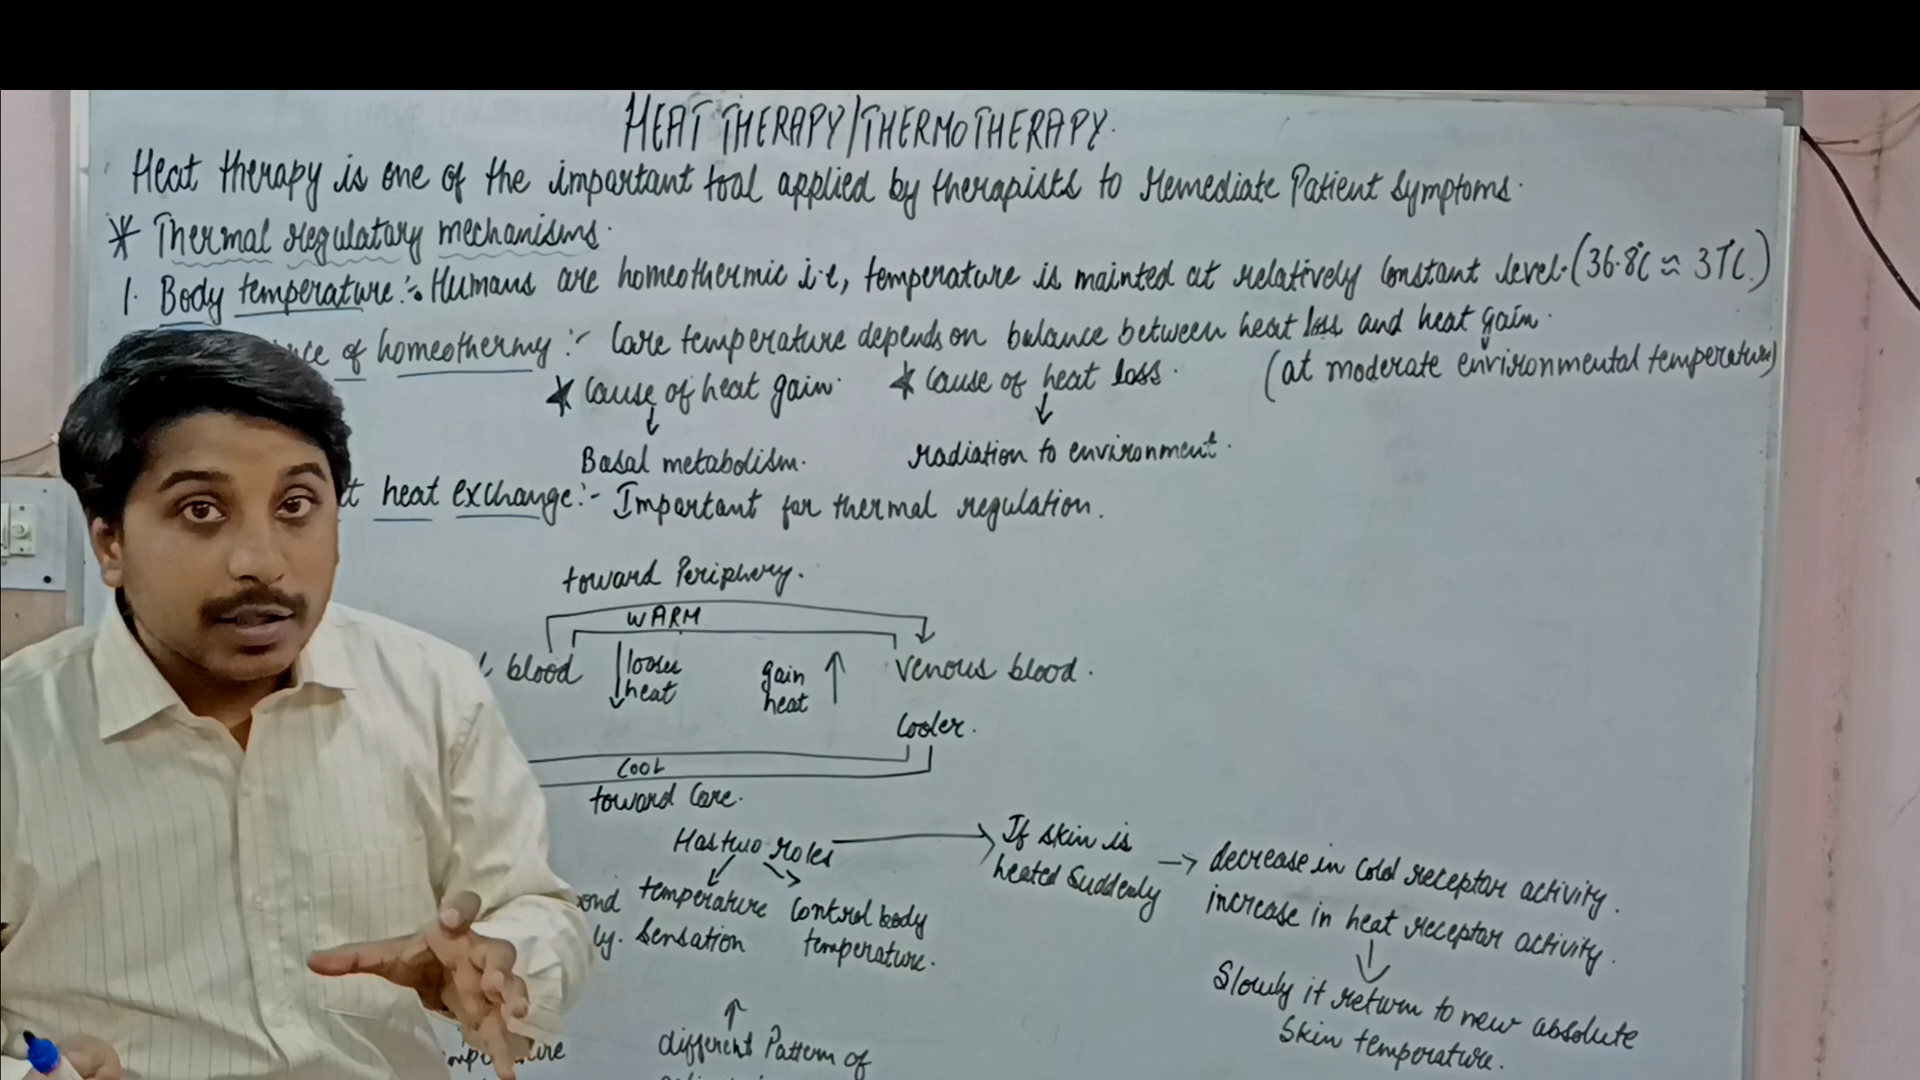 HEAT THERAPY/THERMOTHERAPY.
Heat therapy is one of the important tool applied by therapists to remediate Patient symptoms.
* Thermal regulatory mechanisms.
1. Body temperature :- Humans are homeothermic i.e, temperature is mainted at relatively constant level. (36.8°C ≈ 37°C.)
of homeothermy :- Core temperature depends on balance between heat loss and heat gain.
(at moderate environmental temperature)
* Cause of heat gain. * Cause of heat loss.
↓ ↓
Basal metabolism. radiation to environment.
heat exchange :- Important for thermal regulation.
toward Periphery.
WARM
blood ↓ looses heat gain heat ↑ Venous blood.
Cooler.
COOL
toward Core.
Has two roles → If skin is heated Suddenly → decrease in Cold receptor activity.
increase in heat receptor activity.
temperature Sensation Control body temperature.
↓
Slowly it return to new absolute
Skin temperature.
↑
different Pattern of